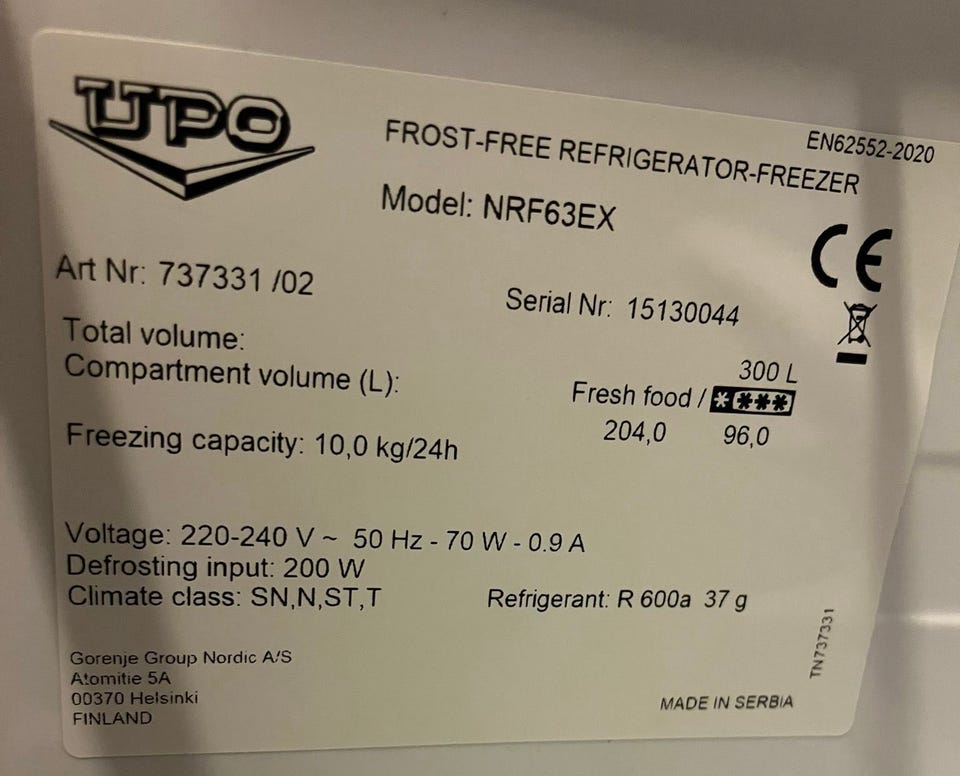 UPO
EN62552-2020
FROST-FREE REFRIGERATOR-FREEZER
Model: NRF63EX
CE
Art Nr: 737331 /02
Serial Nr: 15130044
Total volume: 300 L
Compartment volume (L): Fresh food / * ***
204,0 96,0
Freezing capacity: 10,0 kg/24h
Voltage: 220-240 V ~ 50 Hz - 70 W - 0.9 A
Defrosting input: 200 W
Climate class: SN,N,ST,T
Refrigerant: R 600a 37 g
TN737331
Gorenje Group Nordic A/S
Atomitie 5A
00370 Helsinki
FINLAND
MADE IN SERBIA